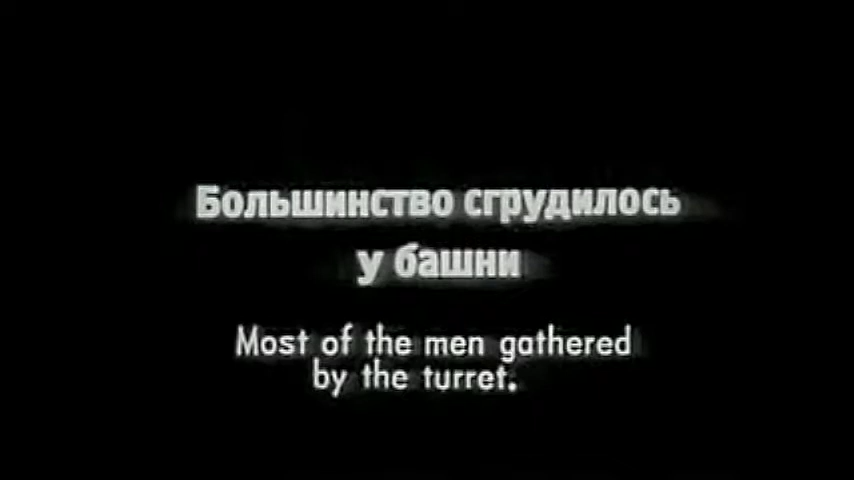 Большинство сгрудилось
у башни
Most of the men gathered
by the turret.